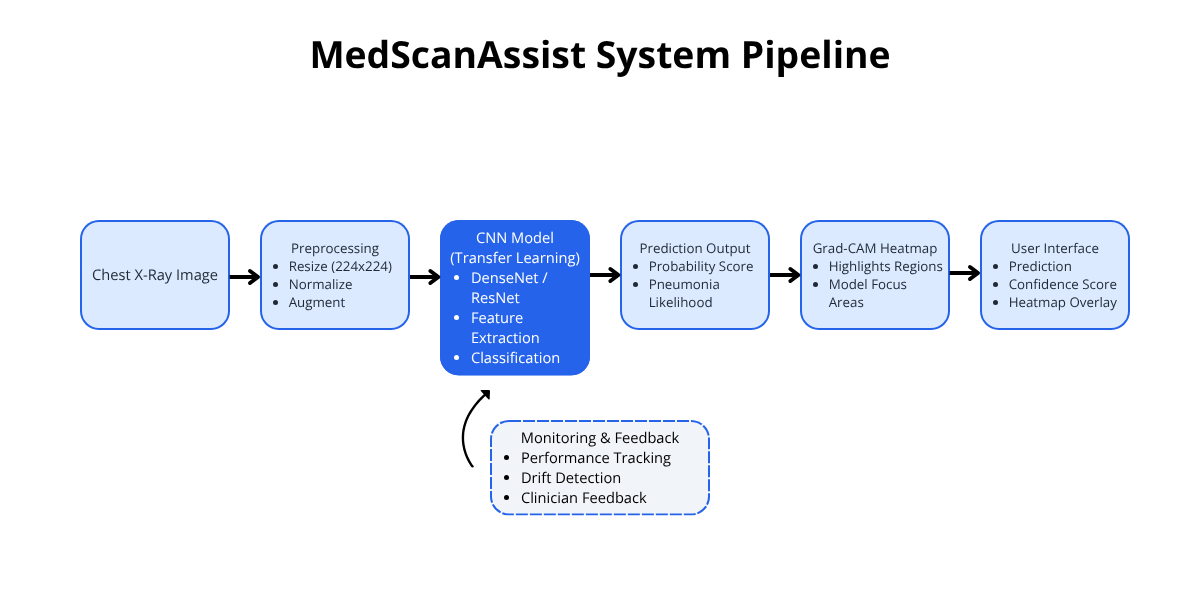 MedScanAssist System Pipeline
Chest X-Ray Image
Preprocessing
• Resize (224x224)
• Normalize
• Augment
CNN Model
(Transfer Learning)
• DenseNet /
ResNet
• Feature
Extraction
• Classification
Prediction Output
• Probability Score
• Pneumonia
Likelihood
Grad-CAM Heatmap
• Highlights Regions
• Model Focus
Areas
User Interface
• Prediction
• Confidence Score
• Heatmap Overlay
Monitoring & Feedback
• Performance Tracking
• Drift Detection
• Clinician Feedback